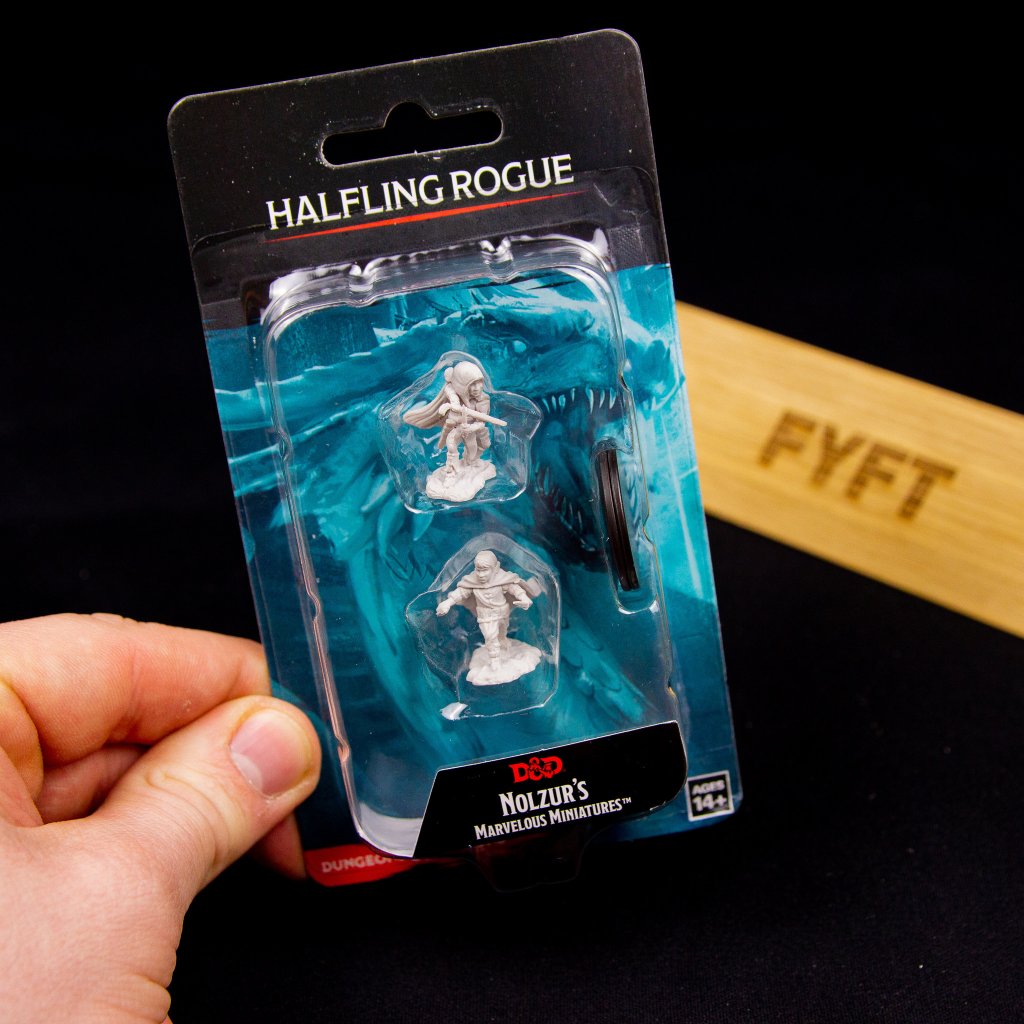 HALFLING ROGUE
FYFT
D&D
NOLZUR'S
MARVELOUS MINIATURES™
AGES
14+